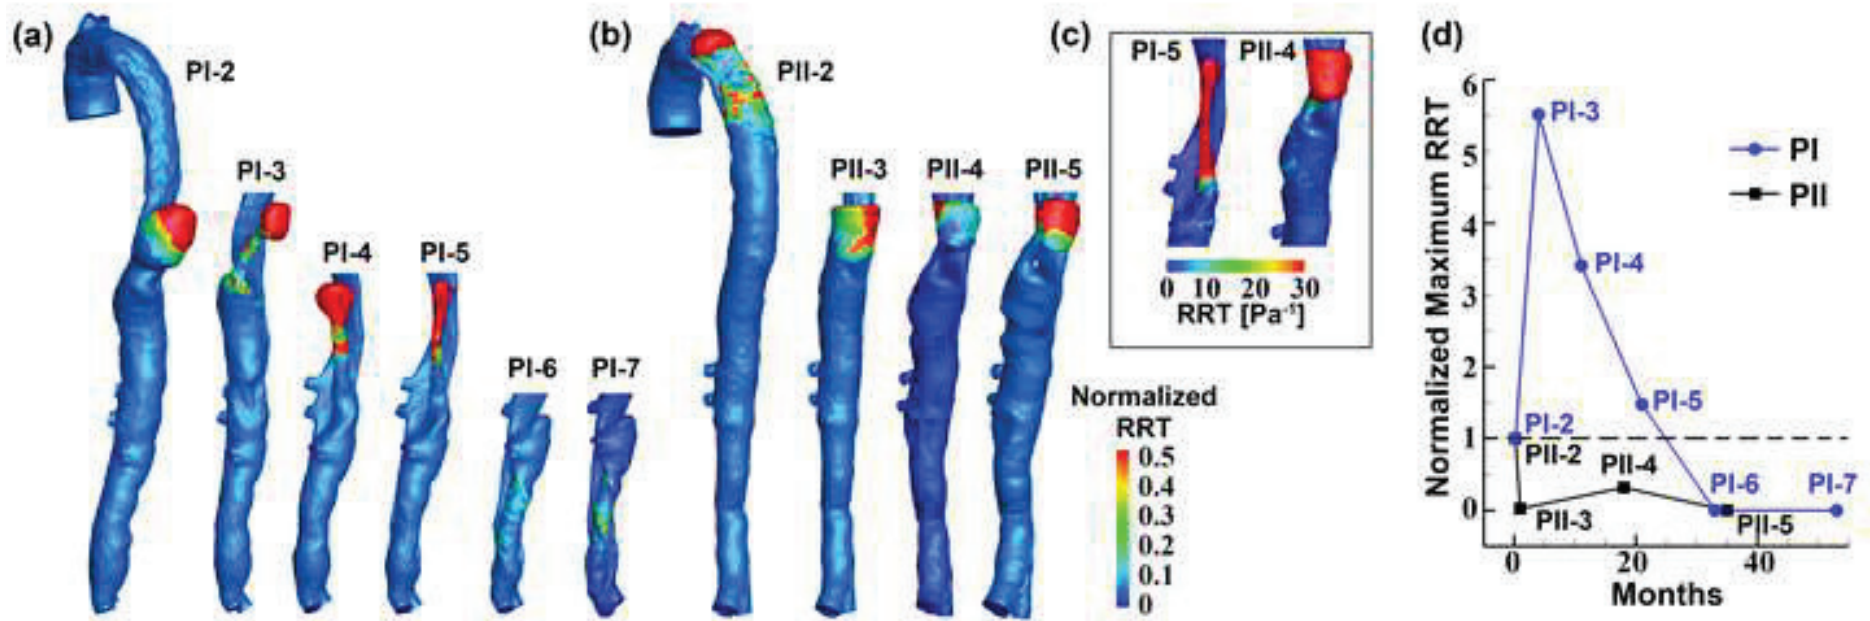 (a)
PI-2
PI-3
PI-4
PI-5
PI-6
PI-7
(b)
PII-2
PII-3
PII-4
PII-5
Normalized
RRT
0.5
0.4
0.3
0.2
0.1
0
(c)
PI-5
PII-4
0 10 20 30
RRT [Pa⁻¹]
(d)
Normalized Maximum RRT
6
5
4
3
2
1
0
PI-3
PI
PII
PI-4
PI-5
PI-2
PII-2
PII-4
PI-6
PI-7
PII-3
PII-5
0 20 40
Months